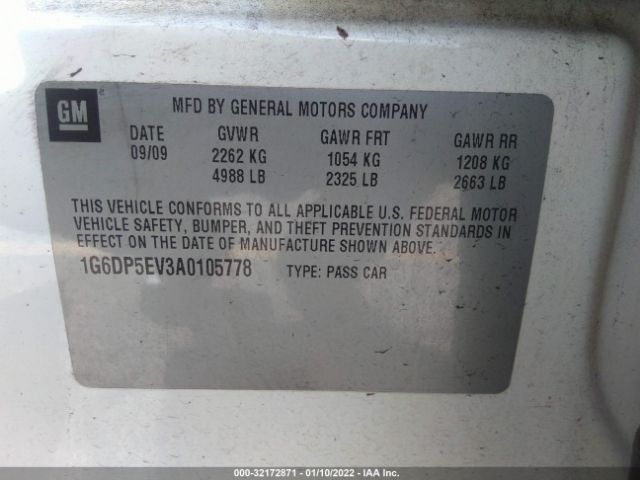 GM
MFD BY GENERAL MOTORS COMPANY
DATE GVWR GAWR FRT GAWR RR
09/09 2262 KG 1054 KG 1208 KG
4988 LB 2325 LB 2663 LB
THIS VEHICLE CONFORMS TO ALL APPLICABLE U.S. FEDERAL MOTOR
VEHICLE SAFETY, BUMPER, AND THEFT PREVENTION STANDARDS IN
EFFECT ON THE DATE OF MANUFACTURE SHOWN ABOVE.
1G6DP5EV3A0105778 TYPE: PASS CAR
000-32172871 - 01/10/2022 - IAA Inc.